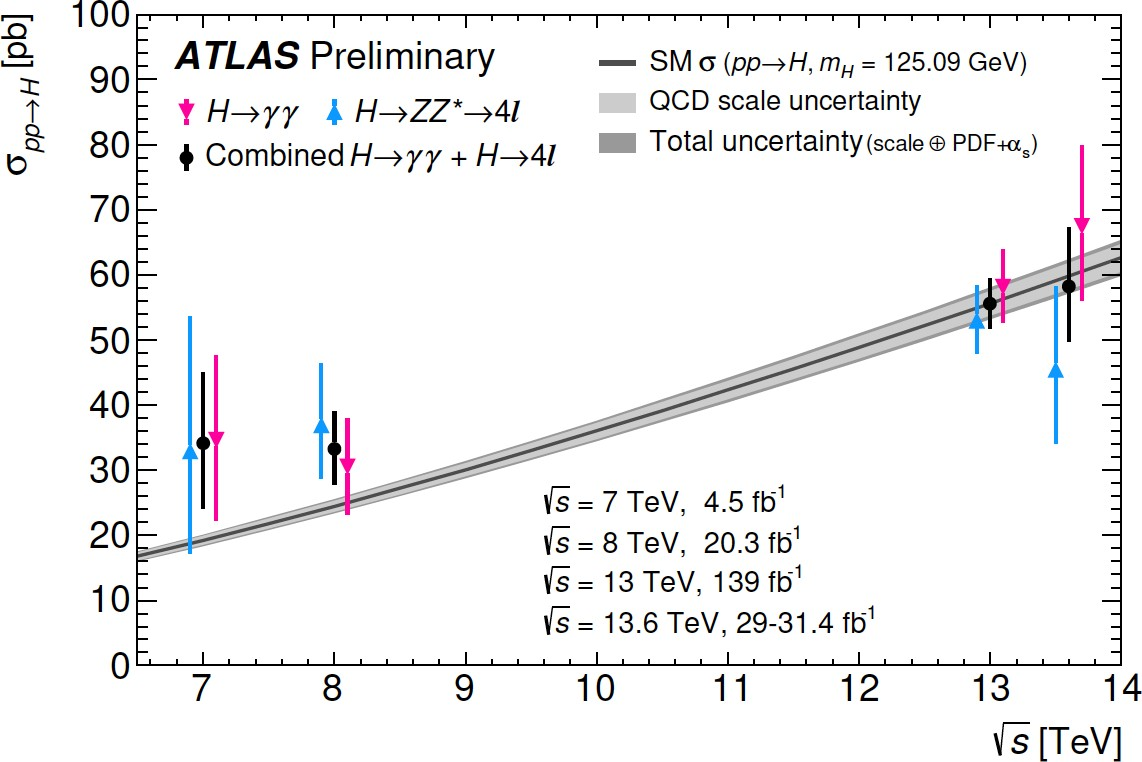 σ pp→H [pb]
100
90
80
70
60
50
40
30
20
10
0
ATLAS Preliminary
H→γγ
H→ZZ*→4l
Combined H→γγ + H→4l
SM σ (pp→H, mH = 125.09 GeV)
QCD scale uncertainty
Total uncertainty (scale ⊕ PDF+αs)
√s = 7 TeV, 4.5 fb-1
√s = 8 TeV, 20.3 fb-1
√s = 13 TeV, 139 fb-1
√s = 13.6 TeV, 29-31.4 fb-1
7 8 9 10 11 12 13 14
√s [TeV]